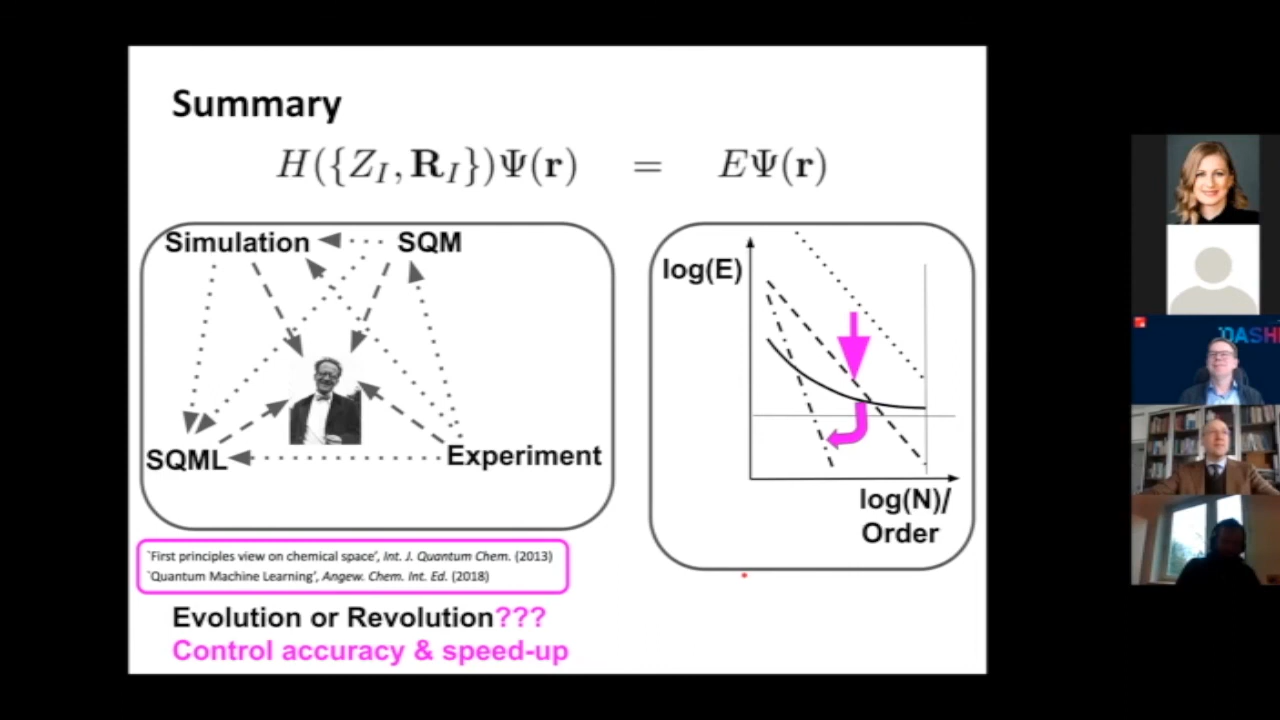 Summary
H({Z_I, R_I})Ψ(r) = EΨ(r)
Simulation
SQM
SQML
Experiment
log(E)
log(N)/
Order
`First principles view on chemical space', Int. J. Quantum Chem. (2013)
`Quantum Machine Learning', Angew. Chem. Int. Ed. (2018)
Evolution or Revolution???
Control accuracy & speed-up